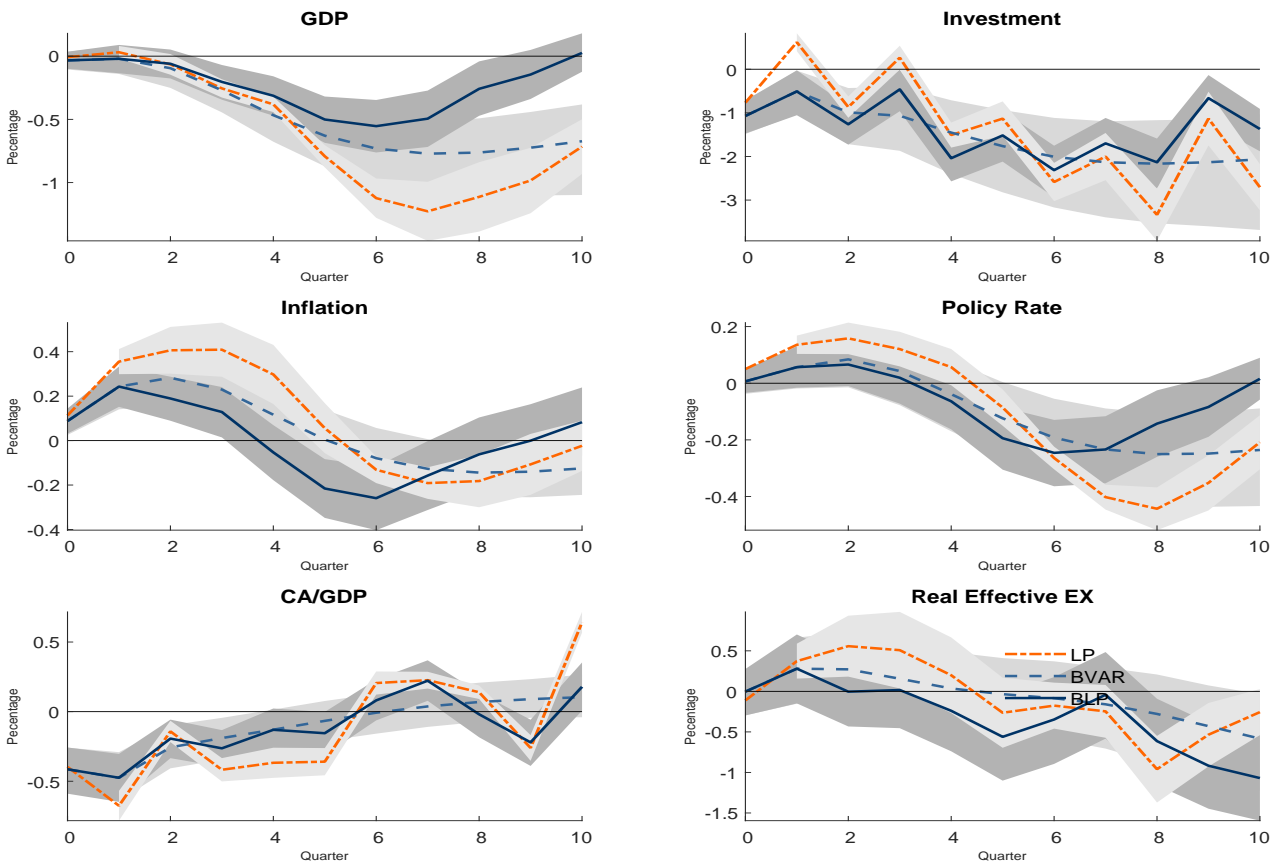 GDP
0
-0.5
-1
Pecentage
0 2 4 6 8 10
Quarter
Investment
0
-1
-2
-3
Pecentage
0 2 4 6 8 10
Quarter
Inflation
0.4
0.2
0
-0.2
-0.4
Pecentage
0 2 4 6 8 10
Quarter
Policy Rate
0.2
0
-0.2
-0.4
Pecentage
0 2 4 6 8 10
Quarter
CA/GDP
0.5
0
-0.5
Pecentage
0 2 4 6 8 10
Quarter
Real Effective EX
0.5
0
-0.5
-1
-1.5
Pecentage
LP
BVAR
BLP
0 2 4 6 8 10
Quarter